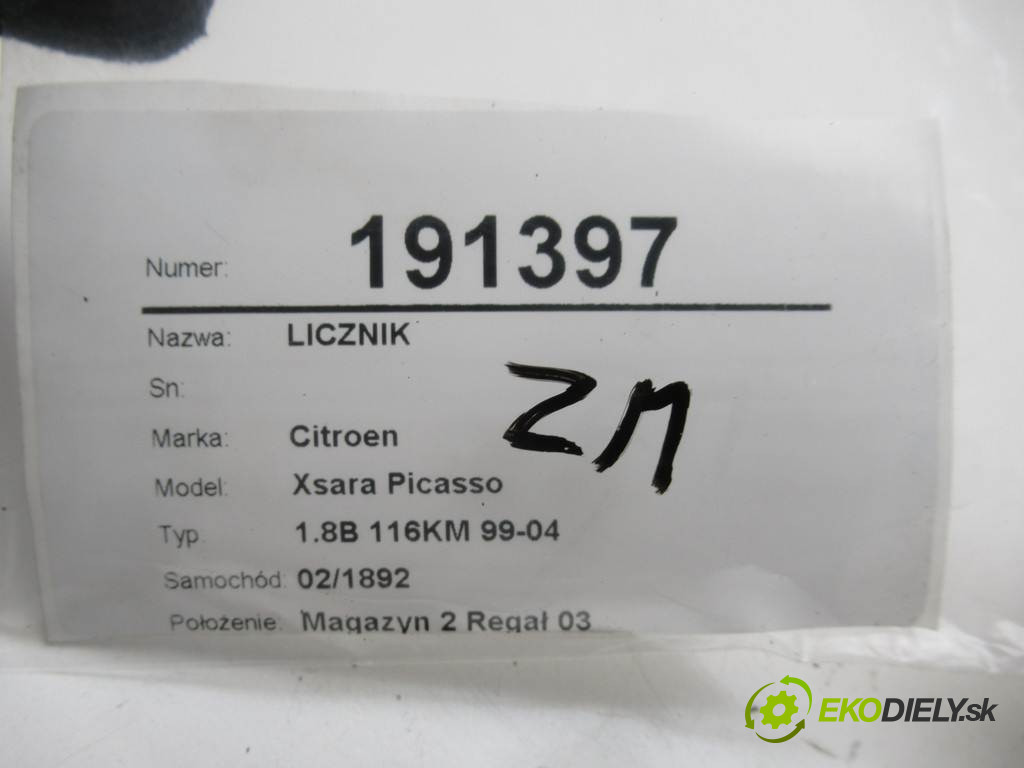 Numer: 191397
Nazwa: LICZNIK
Sn:
Marka: Citroen
Model: Xsara Picasso
Typ 1.8B 116KM 99-04
Samochód: 02/1892
Położenie: Magazyn 2 Regał 03
ZM
EKODIELY.sk